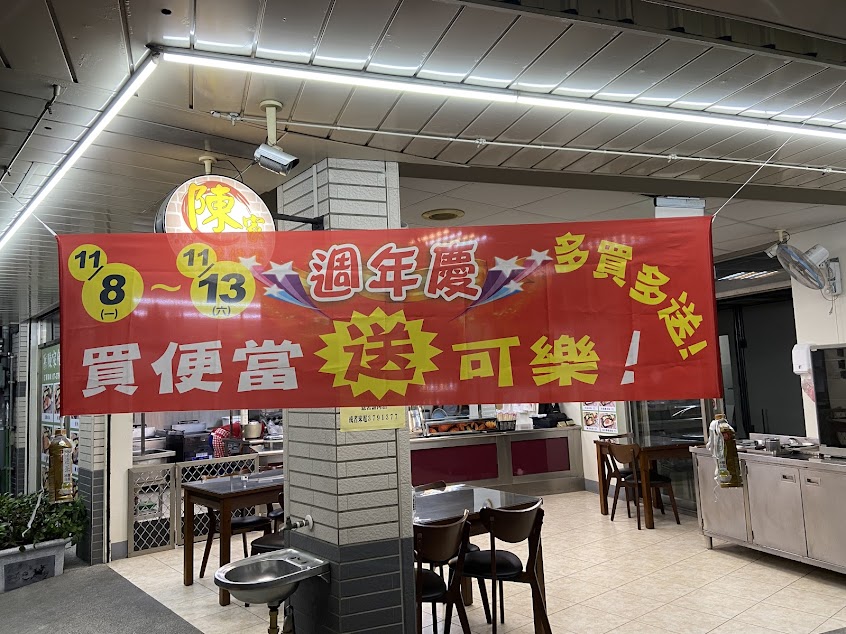 陳
11/8(一)～11/13(六)
週年慶
多買多送!
買便當送可樂!